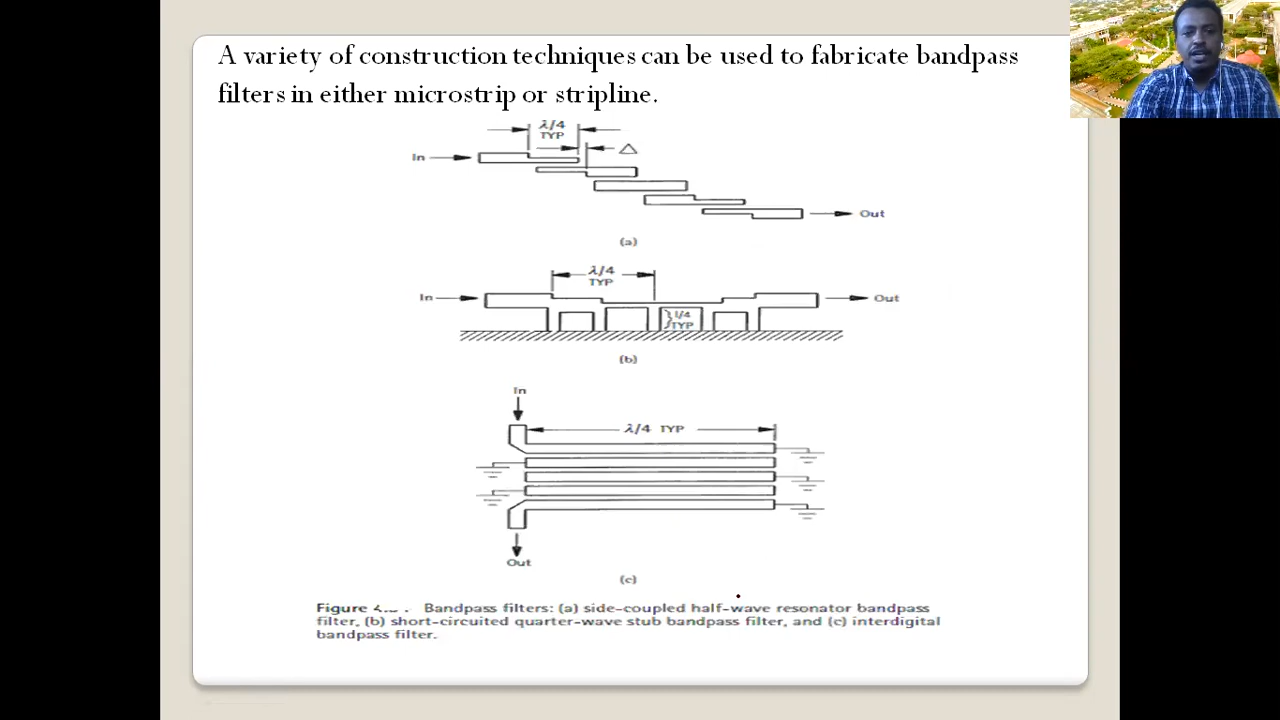 A variety of construction techniques can be used to fabricate bandpass
filters in either microstrip or stripline.
λ/4
TYP
In
Δ
Out
(a)
λ/4
TYP
In
Out
1/4
TYP
(b)
In
λ/4 TYP
Out
(c)
Bandpass filters: (a) side-coupled half-wave resonator bandpass
filter, (b) short-circuited quarter-wave stub bandpass filter, and (c) interdigital
bandpass filter.